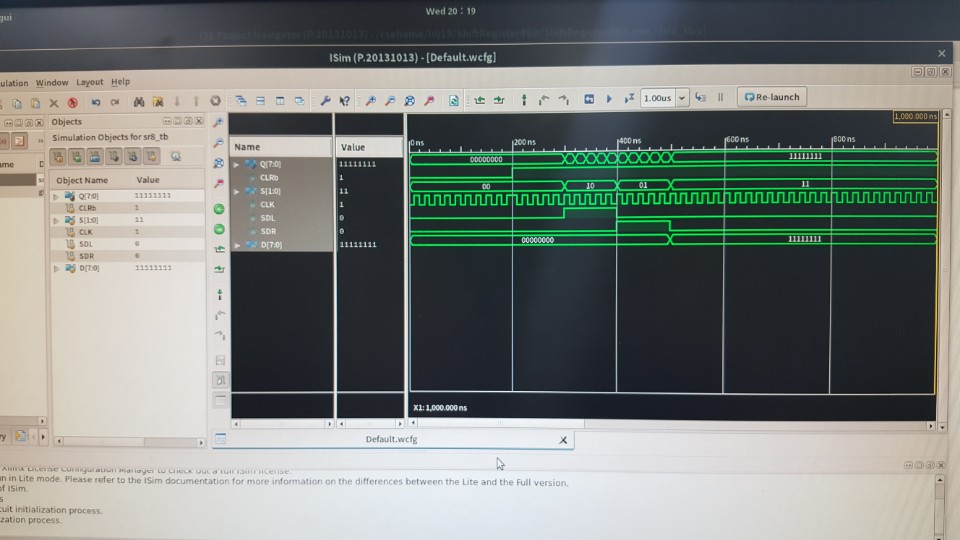 gui
Wed 20 : 19
ISim (P.20131013) - [Default.wcfg]
ulation Window Layout Help
1.00us
Re-launch
Objects
Simulation Objects for sr8_tb
Object Name Value
Q[7:0] 11111111
CLRb 1
S[1:0] 11
CLK 1
SDL 0
SDR 0
D[7:0] 11111111
Name Value
Q[7:0] 11111111
CLRb 1
S[1:0] 11
CLK 1
SDL 0
SDR 0
D[7:0] 11111111
1,000.000 ns
0 ns 200 ns 400 ns 600 ns 800 ns
00000000 11111111
00 10 01 11
00000000 11111111
X1: 1,000.000 ns
Default.wcfg
Xilinx License Configuration Manager to check out a full ISim license.
n in Lite mode. Please refer to the ISim documentation for more information on the differences between the Lite and the Full version.
of ISim.
s
cuit initialization process.
zation process.